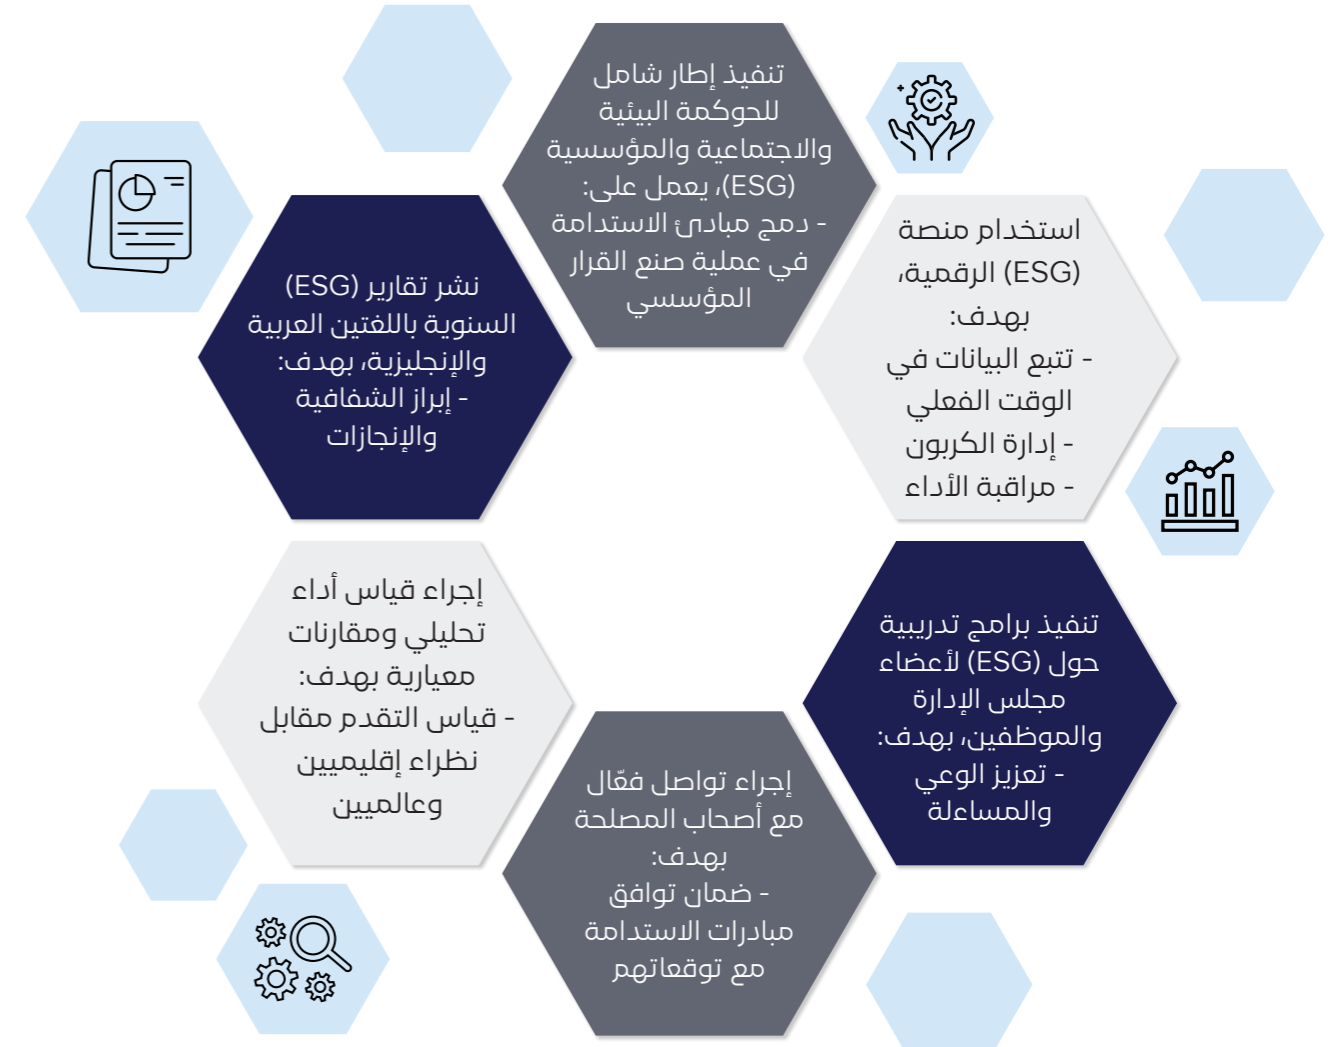 تنفيذ إطار شامل
للحوكمة البيئية
والاجتماعية والمؤسسية
(ESG)، يعمل على:
- دمج مبادئ الاستدامة
في عملية صنع القرار
المؤسسي
استخدام منصة
(ESG) الرقمية،
بهدف:
- تتبع البيانات في
الوقت الفعلي
- إدارة الكربون
- مراقبة الأداء
تنفيذ برامج تدريبية
حول (ESG) لأعضاء
مجلس الإدارة
والموظفين، بهدف:
- تعزيز الوعي
والمساءلة
إجراء تواصل فعّال
مع أصحاب المصلحة
بهدف:
- ضمان توافق
مبادرات الاستدامة
مع توقعاتهم
إجراء قياس أداء
تحليلي ومقارنات
معيارية بهدف:
- قياس التقدم مقابل
نظراء إقليميين
وعالميين
نشر تقارير (ESG)
السنوية باللغتين العربية
والإنجليزية، بهدف:
- إبراز الشفافية
والإنجازات